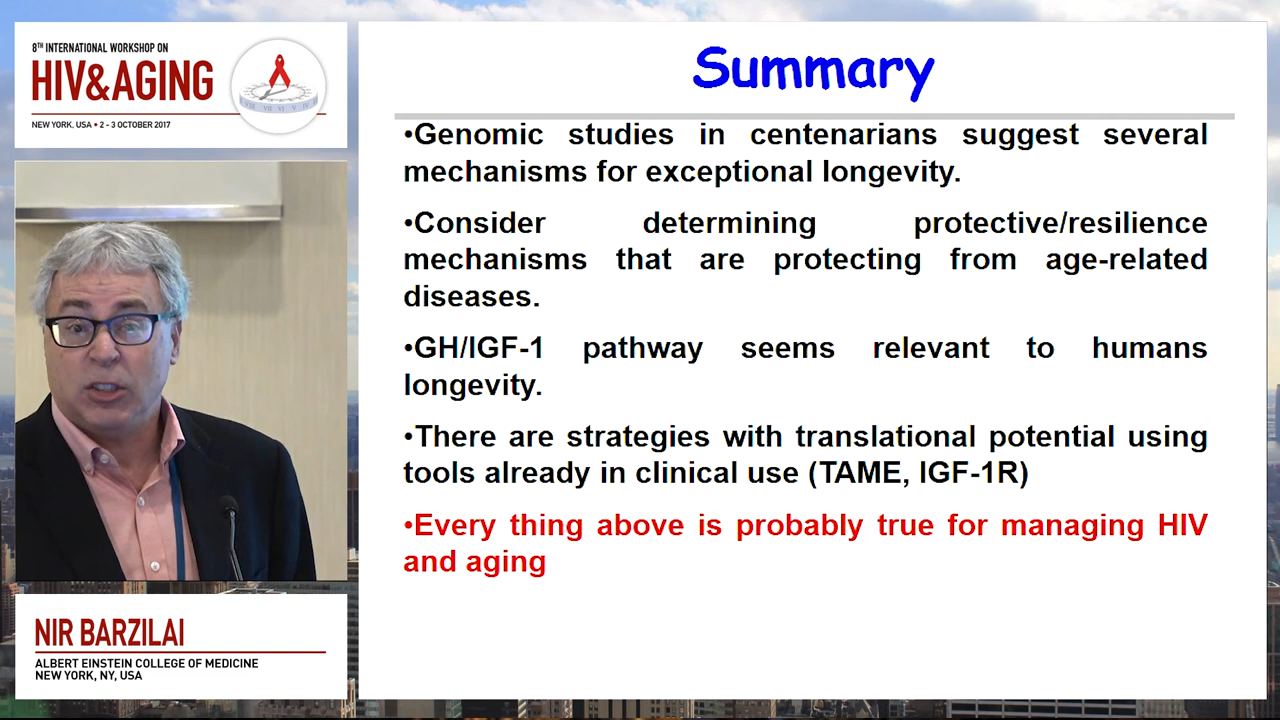 8TH INTERNATIONAL WORKSHOP ON
HIV&AGING
NEW YORK, USA • 2 - 3 OCTOBER 2017
NIR BARZILAI
ALBERT EINSTEIN COLLEGE OF MEDICINE
NEW YORK, NY, USA
Summary
•Genomic studies in centenarians suggest several
mechanisms for exceptional longevity.
•Consider determining protective/resilience
mechanisms that are protecting from age-related
diseases.
•GH/IGF-1 pathway seems relevant to humans
longevity.
•There are strategies with translational potential using
tools already in clinical use (TAME, IGF-1R)
•Every thing above is probably true for managing HIV
and aging